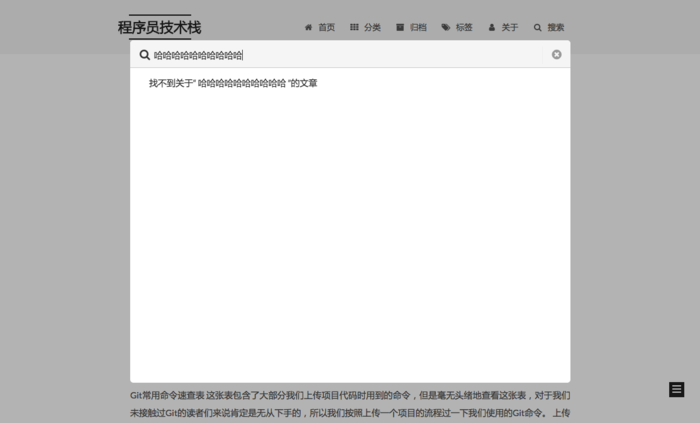 程序员技术栈
首页 分类 归档 标签 关于 搜索
哈哈哈哈哈哈哈哈哈哈
找不到关于" 哈哈哈哈哈哈哈哈哈哈 "的文章
Git常用命令速查表 这张表包含了大部分我们上传项目代码时用到的命令，但是毫无头绪地查看这张表，对于我们
未接触过Git的读者们来说肯定是无从下手的，所以我们按照上传一个项目的流程过一下我们使用的Git命令。 上传